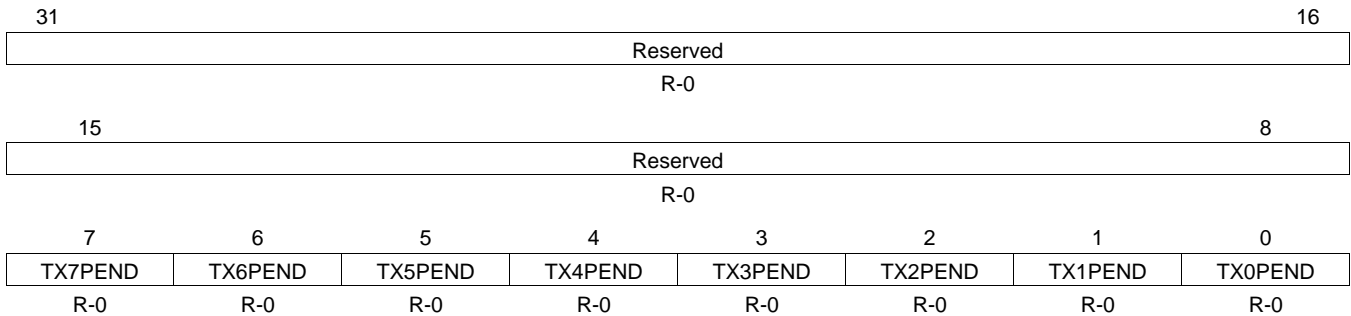 31 16
Reserved
R-0
15 8
Reserved
R-0
7 6 5 4 3 2 1 0
TX7PEND TX6PEND TX5PEND TX4PEND TX3PEND TX2PEND TX1PEND TX0PEND
R-0 R-0 R-0 R-0 R-0 R-0 R-0 R-0